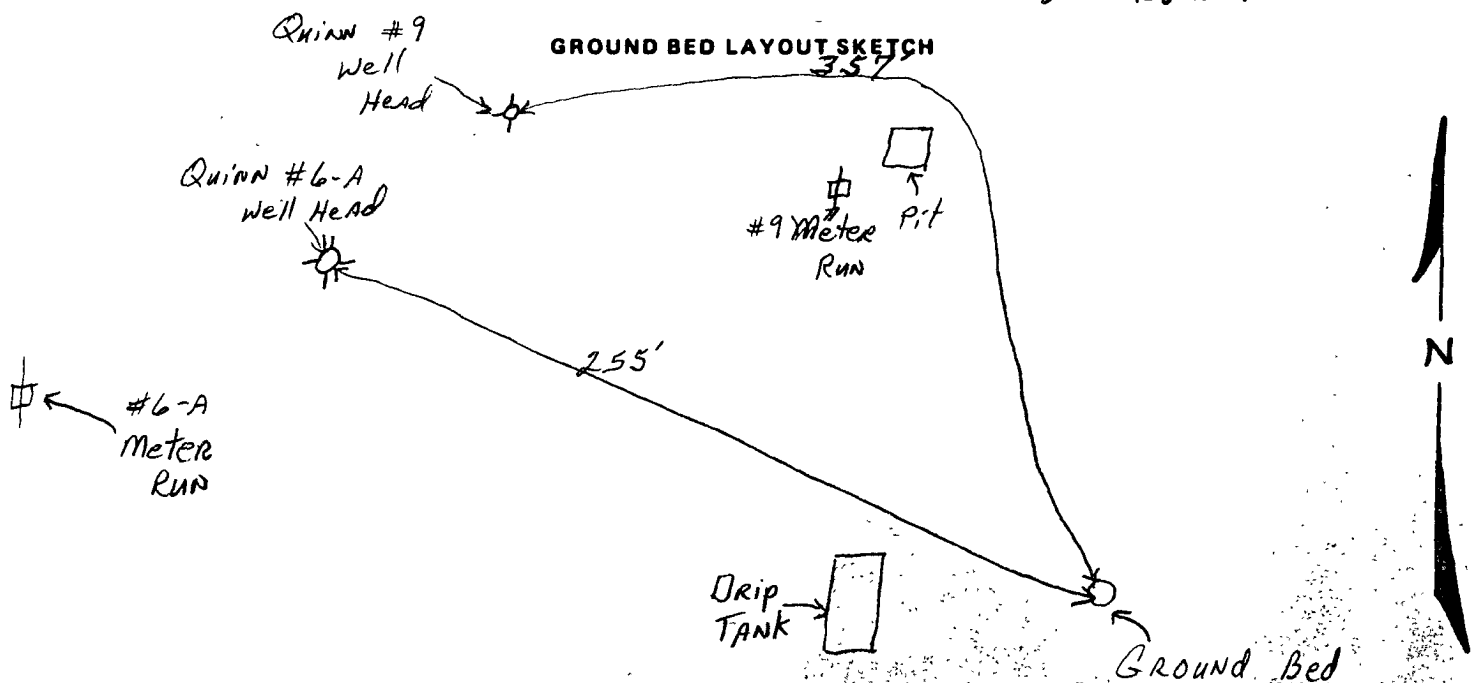 GROUND BED LAYOUT SKETCH
Quinn #9
Well
Head
357'
Quinn #6-A
Well Head
#9 Meter
Run
Pit
N
255'
#6-A
Meter
Run
Drip
Tank
Ground Bed